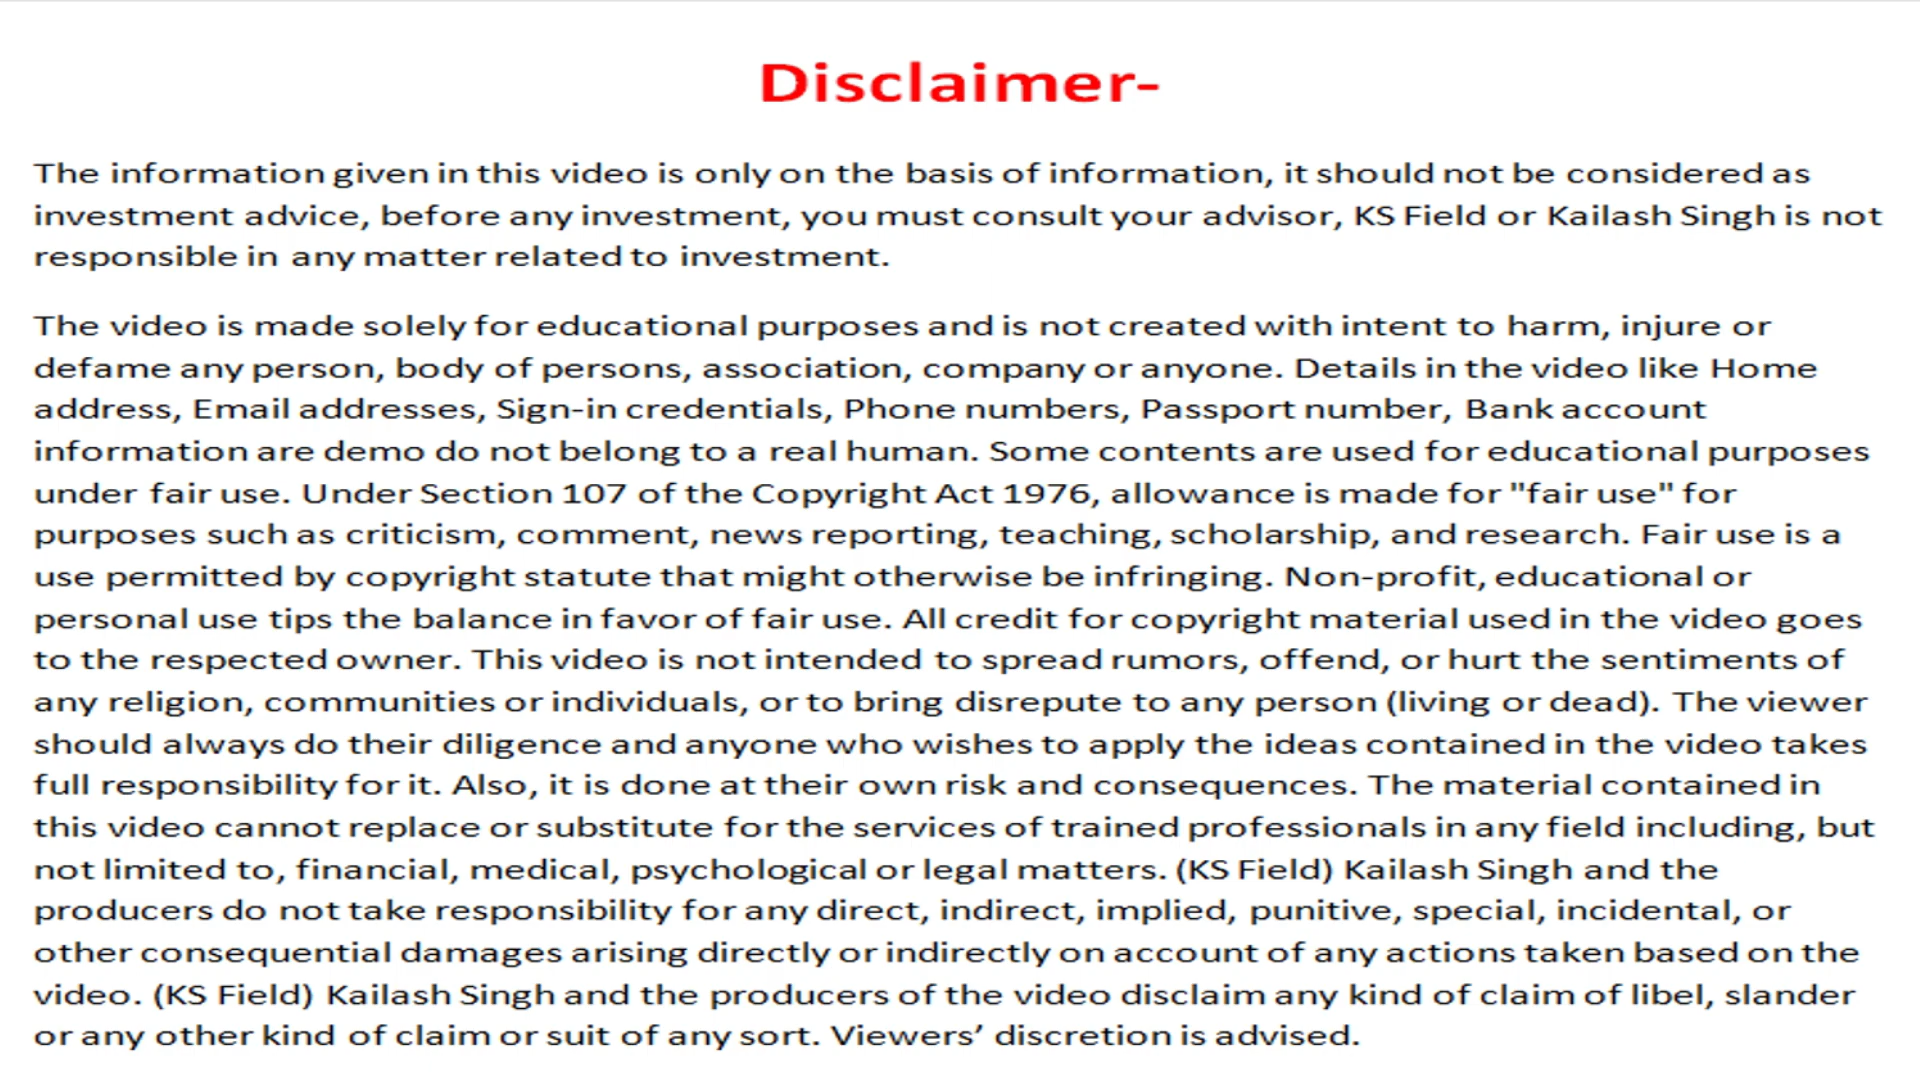 Disclaimer-
The information given in this video is only on the basis of information, it should not be considered as
investment advice, before any investment, you must consult your advisor, KS Field or Kailash Singh is not
responsible in any matter related to investment.
The video is made solely for educational purposes and is not created with intent to harm, injure or
defame any person, body of persons, association, company or anyone. Details in the video like Home
address, Email addresses, Sign-in credentials, Phone numbers, Passport number, Bank account
information are demo do not belong to a real human. Some contents are used for educational purposes
under fair use. Under Section 107 of the Copyright Act 1976, allowance is made for "fair use" for
purposes such as criticism, comment, news reporting, teaching, scholarship, and research. Fair use is a
use permitted by copyright statute that might otherwise be infringing. Non-profit, educational or
personal use tips the balance in favor of fair use. All credit for copyright material used in the video goes
to the respected owner. This video is not intended to spread rumors, offend, or hurt the sentiments of
any religion, communities or individuals, or to bring disrepute to any person (living or dead). The viewer
should always do their diligence and anyone who wishes to apply the ideas contained in the video takes
full responsibility for it. Also, it is done at their own risk and consequences. The material contained in
this video cannot replace or substitute for the services of trained professionals in any field including, but
not limited to, financial, medical, psychological or legal matters. (KS Field) Kailash Singh and the
producers do not take responsibility for any direct, indirect, implied, punitive, special, incidental, or
other consequential damages arising directly or indirectly on account of any actions taken based on the
video. (KS Field) Kailash Singh and the producers of the video disclaim any kind of claim of libel, slander
or any other kind of claim or suit of any sort. Viewers’ discretion is advised.